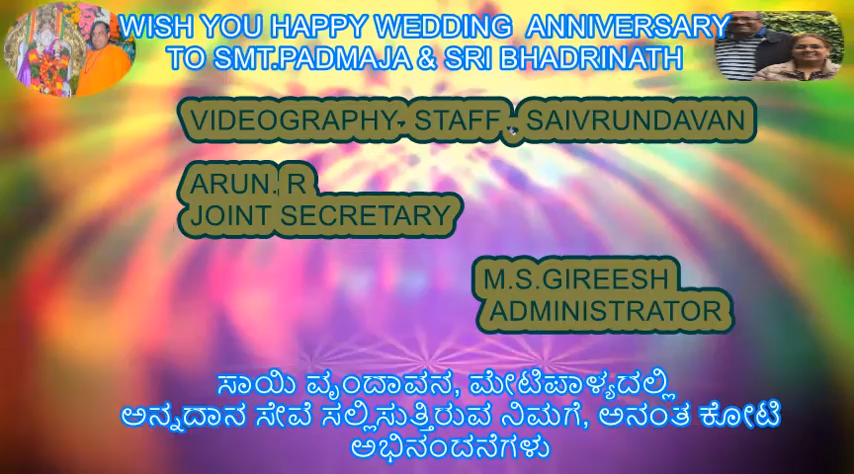 WISH YOU HAPPY WEDDING ANNIVERSARY
TO SMT.PADMAJA & SRI BHADRINATH
VIDEOGRAPHY- STAFF , SAIVRUNDAVAN
ARUN. R
JOINT SECRETARY
M.S.GIREESH
ADMINISTRATOR
ಸಾಯಿ ವೃಂದಾವನ, ಮೇಟಿಪಾಳ್ಯದಲ್ಲಿ
ಅನ್ನದಾನ ಸೇವೆ ಸಲ್ಲಿಸುತ್ತಿರುವ ನಿಮಗೆ, ಅನಂತ ಕೋಟಿ
ಅಭಿನಂದನೆಗಳು